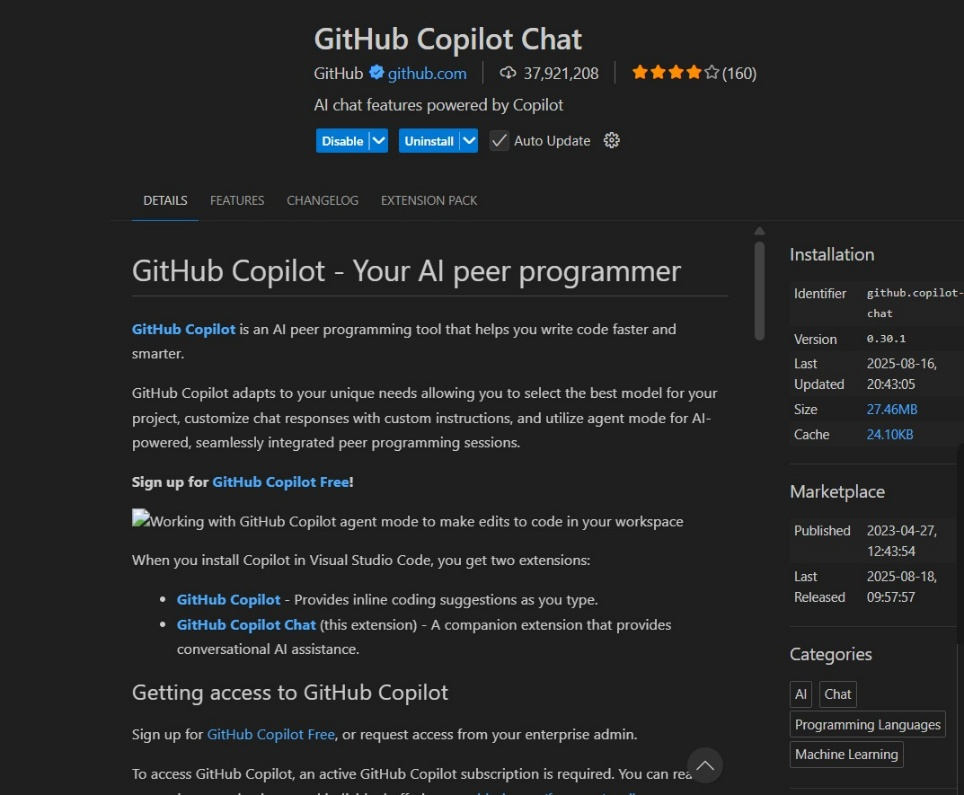 GitHub Copilot Chat
GitHub github.com 37,921,208 (160)
AI chat features powered by Copilot
Disable Uninstall Auto Update
DETAILS FEATURES CHANGELOG EXTENSION PACK
GitHub Copilot - Your AI peer programmer
GitHub Copilot is an AI peer programming tool that helps you write code faster and
smarter.
GitHub Copilot adapts to your unique needs allowing you to select the best model for your
project, customize chat responses with custom instructions, and utilize agent mode for AI-
powered, seamlessly integrated peer programming sessions.
Sign up for GitHub Copilot Free!
Working with GitHub Copilot agent mode to make edits to code in your workspace
When you install Copilot in Visual Studio Code, you get two extensions:
• GitHub Copilot - Provides inline coding suggestions as you type.
• GitHub Copilot Chat (this extension) - A companion extension that provides
conversational AI assistance.
Getting access to GitHub Copilot
Sign up for GitHub Copilot Free, or request access from your enterprise admin.
To access GitHub Copilot, an active GitHub Copilot subscription is required. You can
Installation
Identifier github.copilot-
chat
Version 0.30.1
Last 2025-08-16,
Updated 20:43:05
Size 27.46MB
Cache 24.10KB
Marketplace
Published 2023-04-27,
12:43:54
Last 2025-08-18,
Released 09:57:57
Categories
AI Chat
Programming Languages
Machine Learning